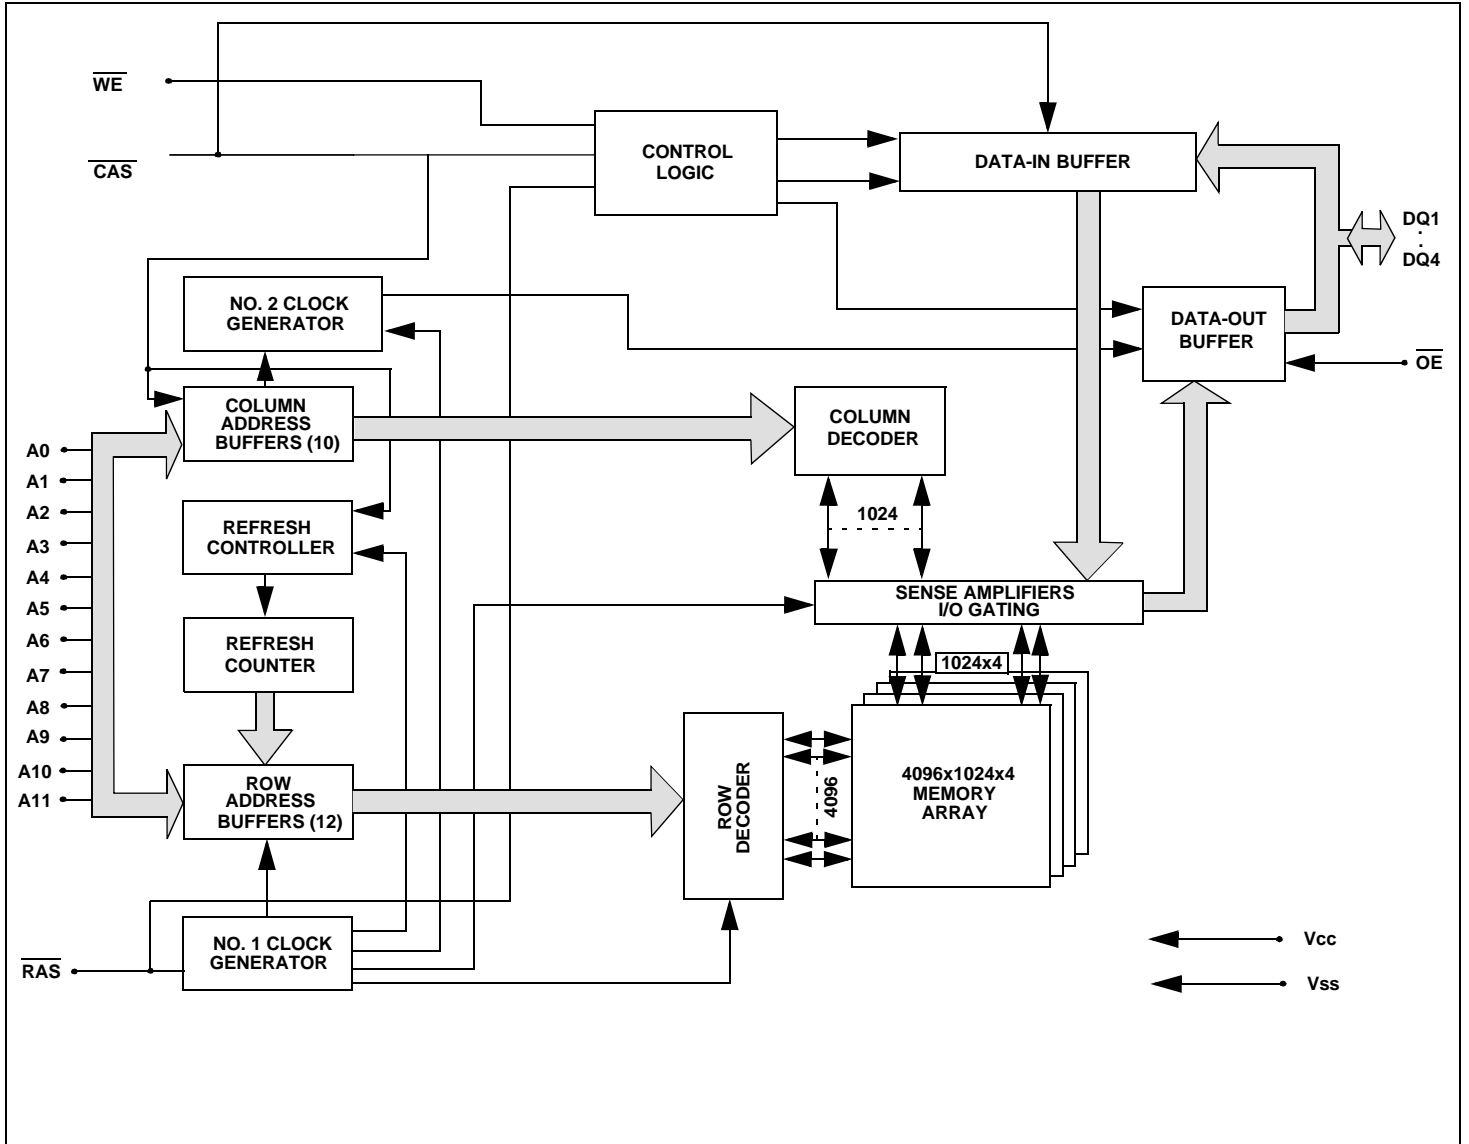 WE
CAS
CONTROL
LOGIC
DATA-IN BUFFER
DQ1
.
.
DQ4
NO. 2 CLOCK
GENERATOR
DATA-OUT
BUFFER
OE
COLUMN
ADDRESS
BUFFERS (10)
COLUMN
DECODER
A0
A1
A2
A3
A4
A5
A6
A7
A8
A9
A10
A11
1024
REFRESH
CONTROLLER
SENSE AMPLIFIERS
I/O GATING
REFRESH
COUNTER
1024x4
ROW
ADDRESS
BUFFERS (12)
ROW
DECODER
4096
4096x1024x4
MEMORY
ARRAY
NO. 1 CLOCK
GENERATOR
RAS
Vcc
Vss